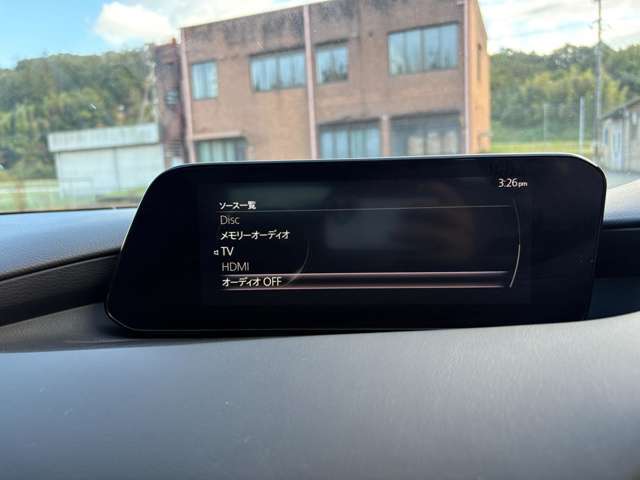 3:26pm
ソース一覧
Disc
メモリーオーディオ
TV
HDMI
オーディオ OFF